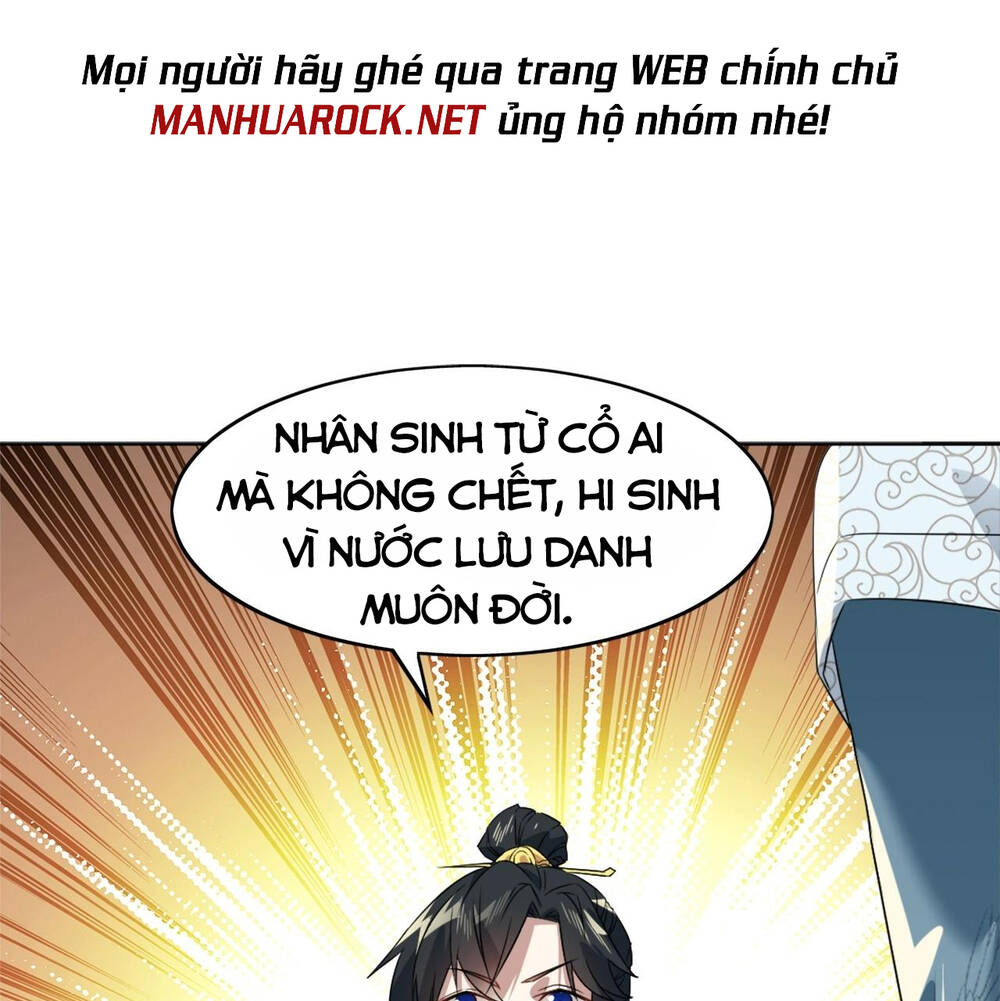 Mọi người hãy ghé qua trang WEB chính chủ
MANHUAROCK.NET ủng hộ nhóm nhé!
NHÂN SINH TỪ CỔ AI
MÀ KHÔNG CHẾT, HI SINH
VÌ NƯỚC LƯU DANH
MUÔN ĐỜI.